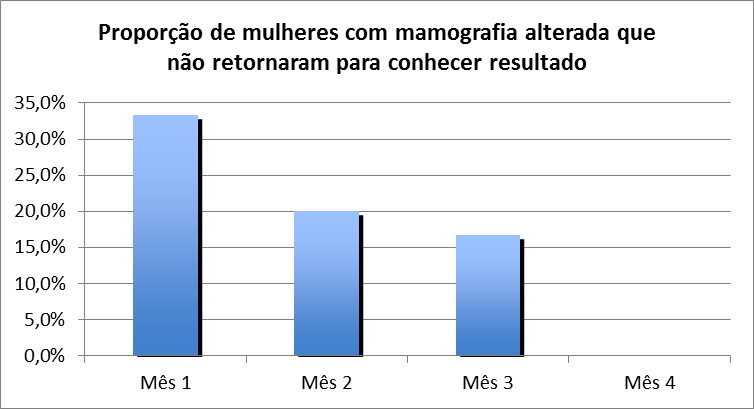 Proporção de mulheres com mamografia alterada que
não retornaram para conhecer resultado
35,0%
30,0%
25,0%
20,0%
15,0%
10,0%
5,0%
0,0%
Mês 1 Mês 2 Mês 3 Mês 4